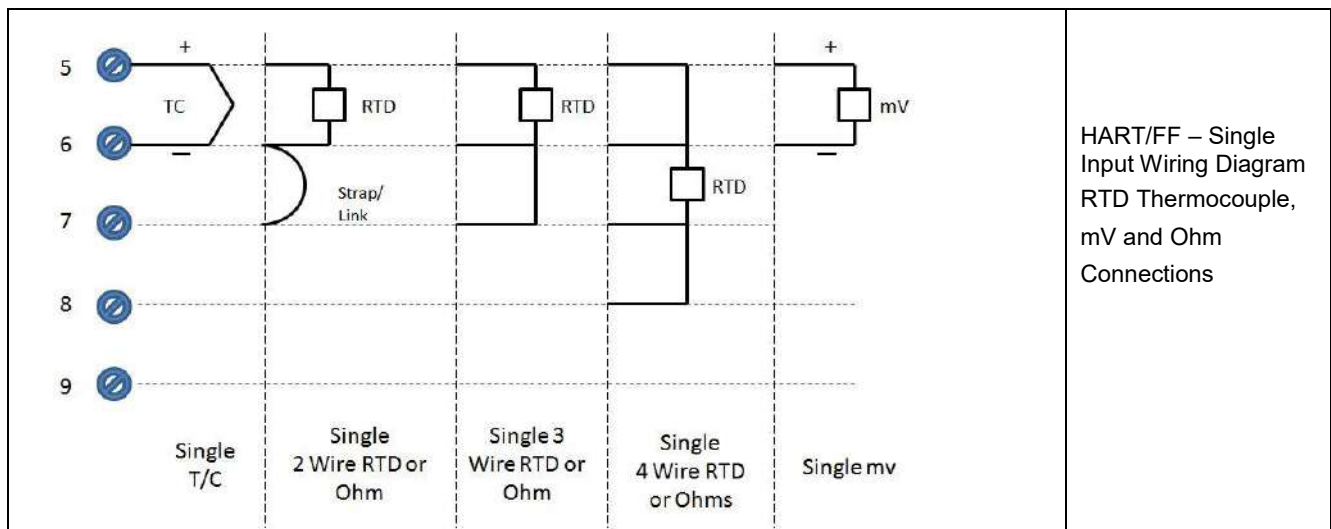 +
5
TC
RTD
RTD
+
mV
6
−
RTD
−
Strap/
Link
7
8
9
Single
T/C
Single
2 Wire RTD or
Ohm
Single 3
Wire RTD or
Ohm
Single
4 Wire RTD
or Ohms
Single mv
HART/FF – Single
Input Wiring Diagram
RTD Thermocouple,
mV and Ohm
Connections